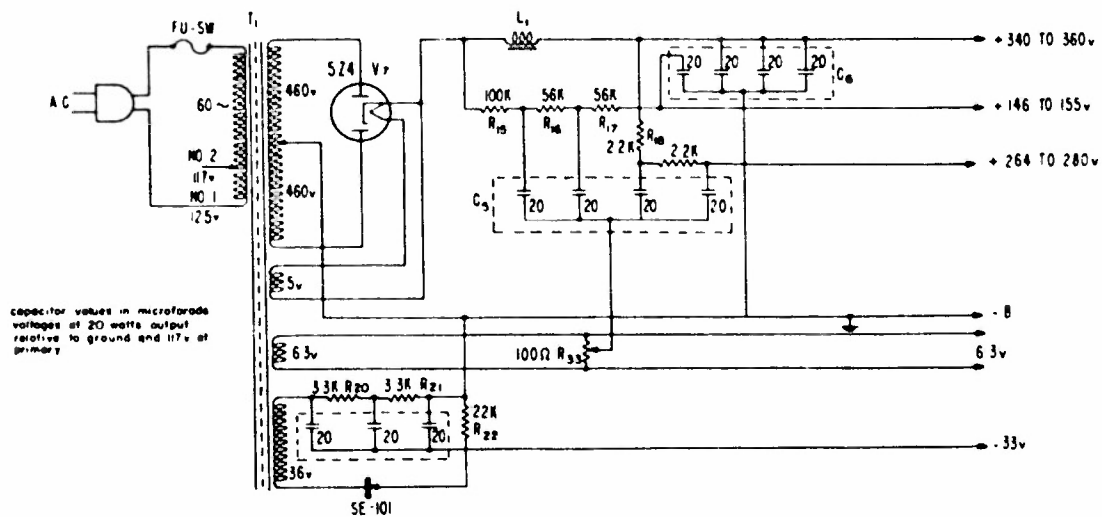 T1
FU-SW
AC
60~
NO. 2
117v
NO. 1
125v
460v
460v
5Z4 V7
5v
6.3v
36v
L1
100K
R15
56K
R16
56K
R17
2.2K
R18
2.2K
20 20 20 20
C6
C5
20 20 20 20
+340 TO 360v
+146 TO 155v
+264 TO 280v
- B
6.3v
-33v
100Ω R33
3.3K R20
3.3K R21
22K
R22
20 20 20
SE-101
capacitor values in microfarads
voltages at 20 watts output
relative to ground and 117v at
primary